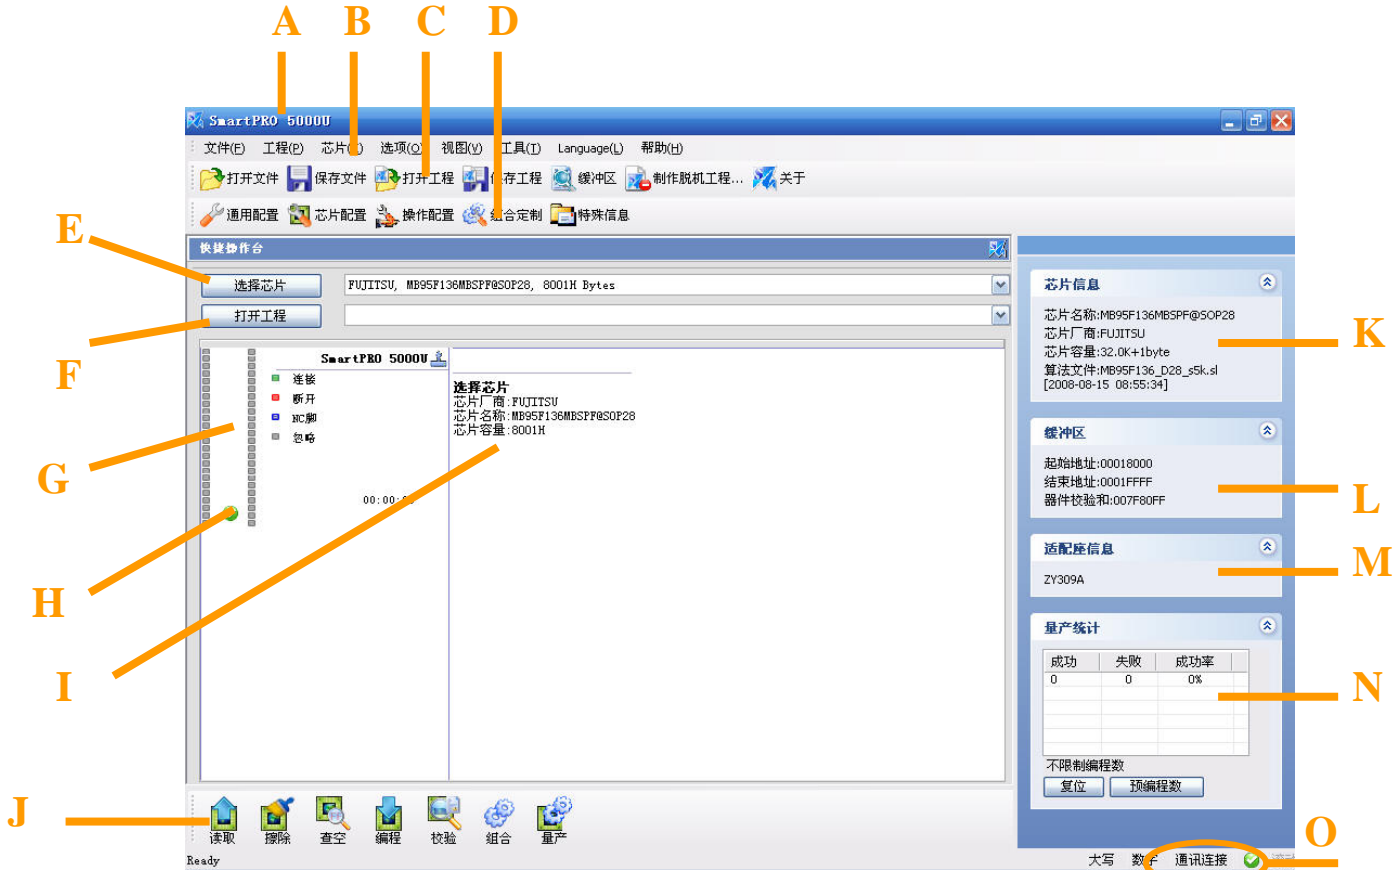 A B C D
SmartPRO 5000U
文件(F) 工程(P) 芯片 选项(O) 视图(V) 工具(T) Language(L) 帮助(H)
打开文件 保存文件 打开工程 保存工程 缓冲区 制作脱机工程... 关于
通用配置 芯片配置 操作配置 组合定制 特殊信息
E
快捷操作台
选择芯片 FUJITSU, MB95F136MBSPF@SOP28, 8001H Bytes
打开工程
F
SmartPRO 5000U
连接
断开
NC脚
忽略
G
00:00:
H
选择芯片
芯片厂商:FUJITSU
芯片名称:MB95F136MBSPF@SOP28
芯片容量:8001H
I
芯片信息
芯片名称:MB95F136MBSPF@SOP28
芯片厂商:FUJITSU
芯片容量:32.0K+1byte
算法文件:MB95F136_D28_s5k.sl
[2008-08-15 08:55:34]
K
缓冲区
起始地址:00018000
结束地址:0001FFFF
器件校验和:007F80FF
L
适配座信息
ZY309A
M
量产统计
成功 失败 成功率
0 0 0%
N
不限制编程数
复位 预编程数
J
读取 擦除 查空 编程 校验 组合 量产
O
Ready 大写 数字 通讯连接